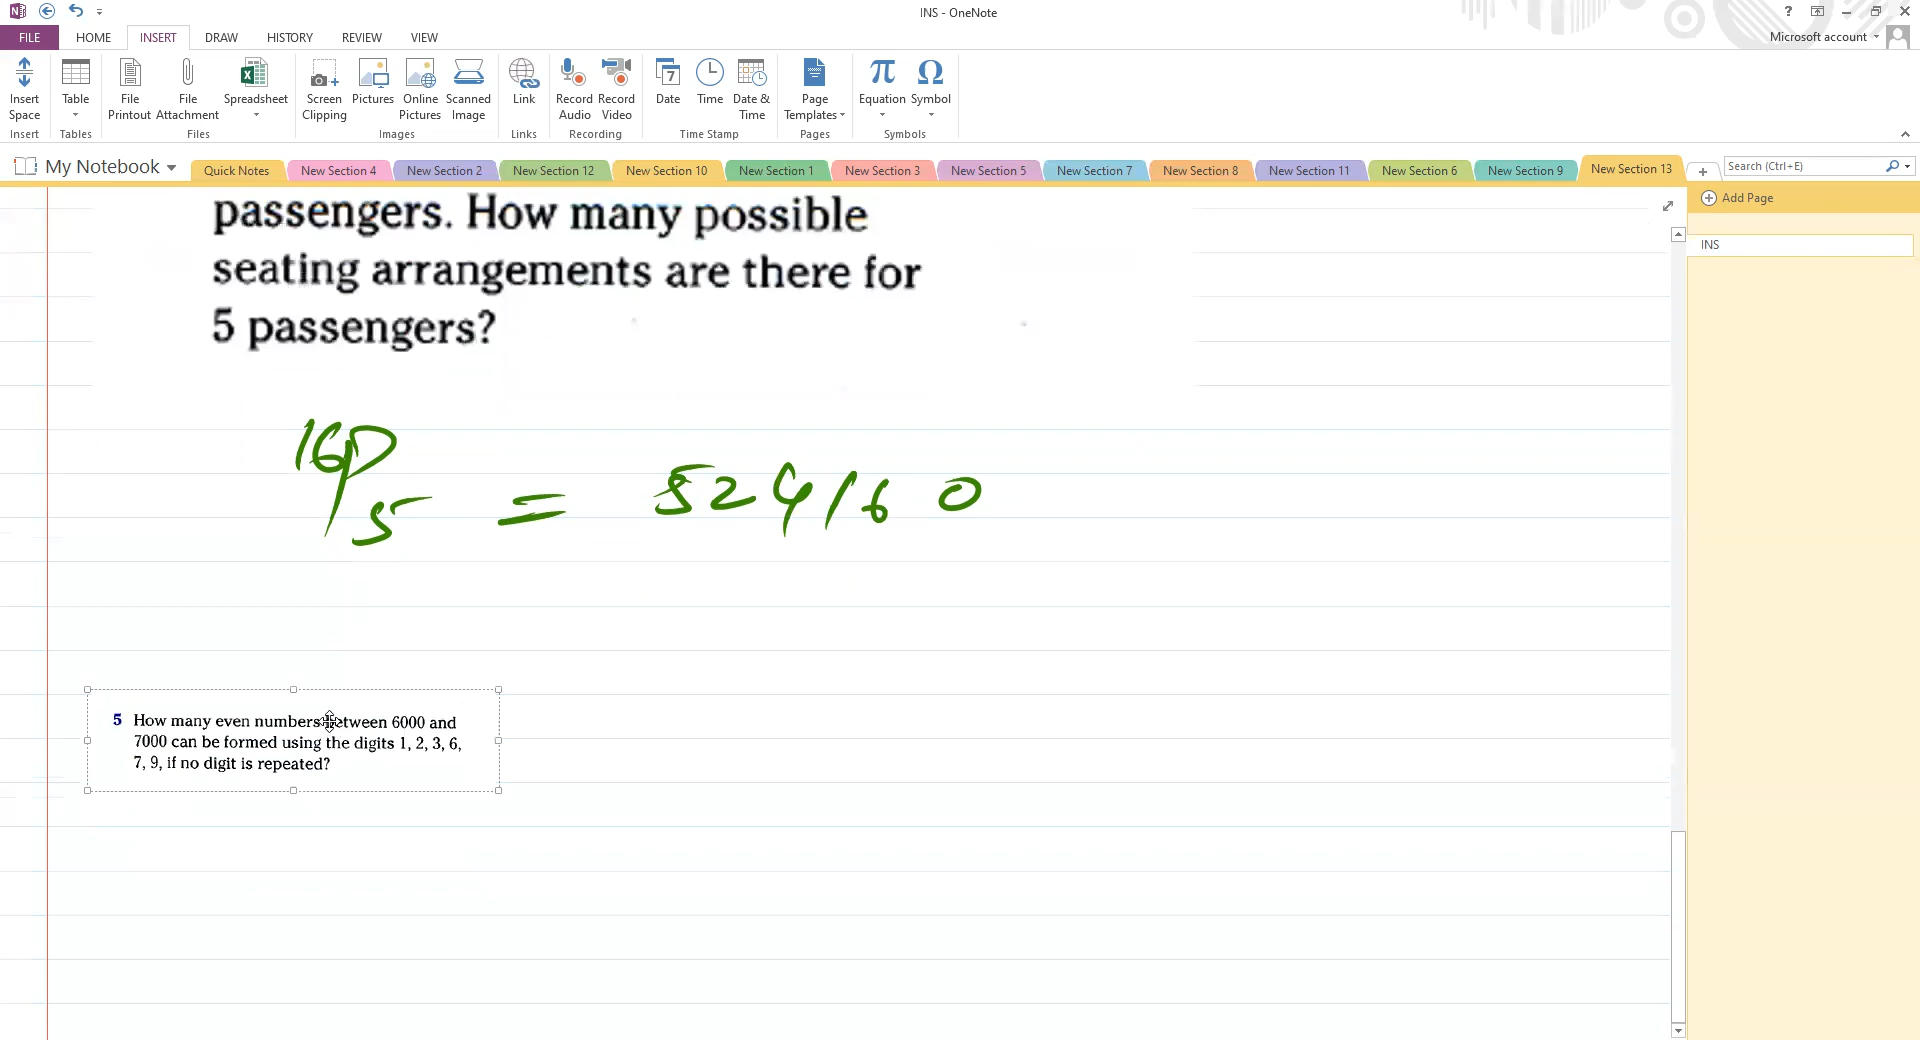 INS - OneNote
?
FILE HOME INSERT DRAW HISTORY REVIEW VIEW
Microsoft account
Insert Space
Table
File Printout
File Attachment
Spreadsheet
Screen Clipping
Pictures
Online Pictures
Scanned Image
Link
Record Audio
Record Video
Date
Time
Date & Time
Page Templates
Equation
Symbol
Insert Tables Files Images Links Recording Time Stamp Pages Symbols
My Notebook
Quick Notes New Section 4 New Section 2 New Section 12 New Section 10 New Section 1 New Section 3 New Section 5 New Section 7 New Section 8 New Section 11 New Section 6 New Section 9 New Section 13
Search (Ctrl+E)
Add Page
INS
passengers. How many possible
seating arrangements are there for
5 passengers?
16P5 = 524160
5 How many even numbers between 6000 and
7000 can be formed using the digits 1, 2, 3, 6,
7, 9, if no digit is repeated?